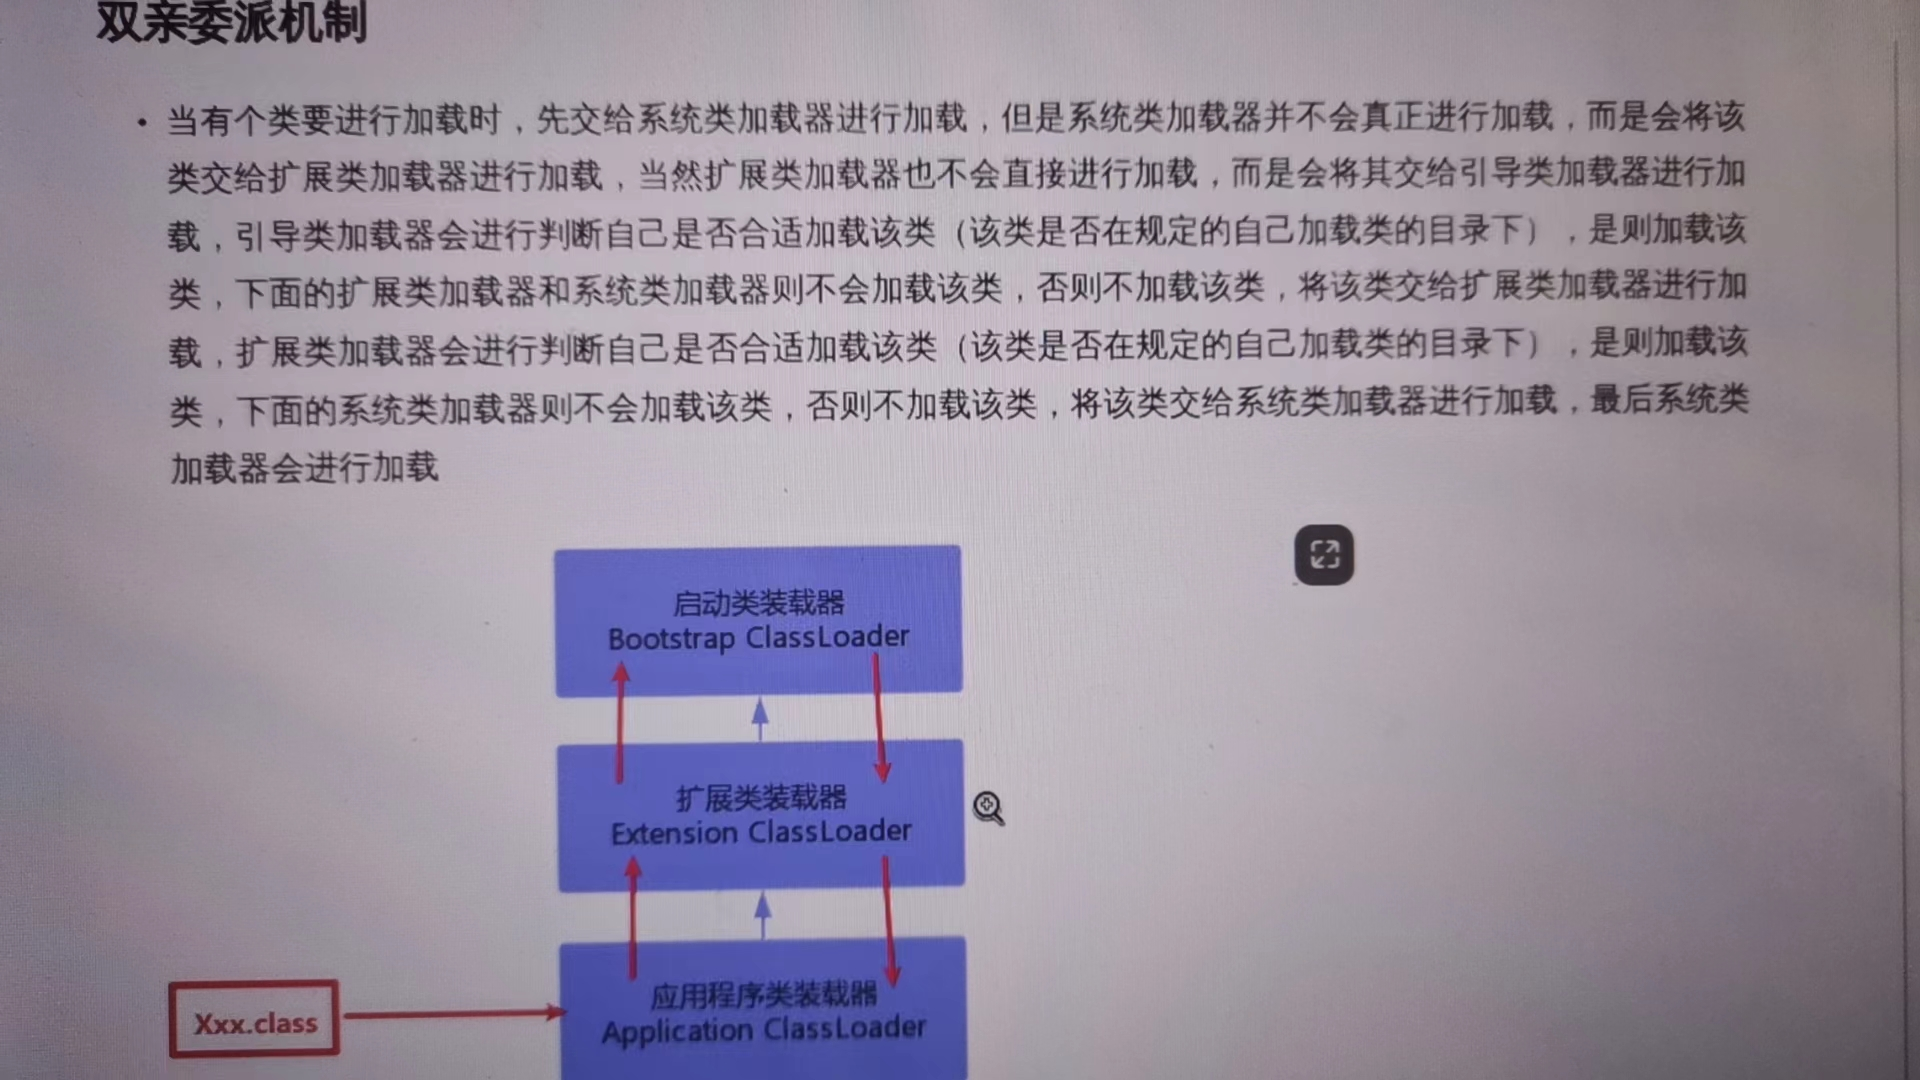 双亲委派机制
• 当有个类要进行加载时，先交给系统类加载器进行加载，但是系统类加载器并不会真正进行加载，而是会将该
类交给扩展类加载器进行加载，当然扩展类加载器也不会直接进行加载，而是会将其交给引导类加载器进行加
载，引导类加载器会进行判断自己是否合适加载该类（该类是否在规定的自己加载类的目录下），是则加载该
类，下面的扩展类加载器和系统类加载器则不会加载该类，否则不加载该类，将该类交给扩展类加载器进行加
载，扩展类加载器会进行判断自己是否合适加载该类（该类是否在规定的自己加载类的目录下），是则加载该
类，下面的系统类加载器则不会加载该类，否则不加载该类，将该类交给系统类加载器进行加载，最后系统类
加载器会进行加载
启动类装载器
Bootstrap ClassLoader
扩展类装载器
Extension ClassLoader
应用程序类装载器
Xxx.class
Application ClassLoader